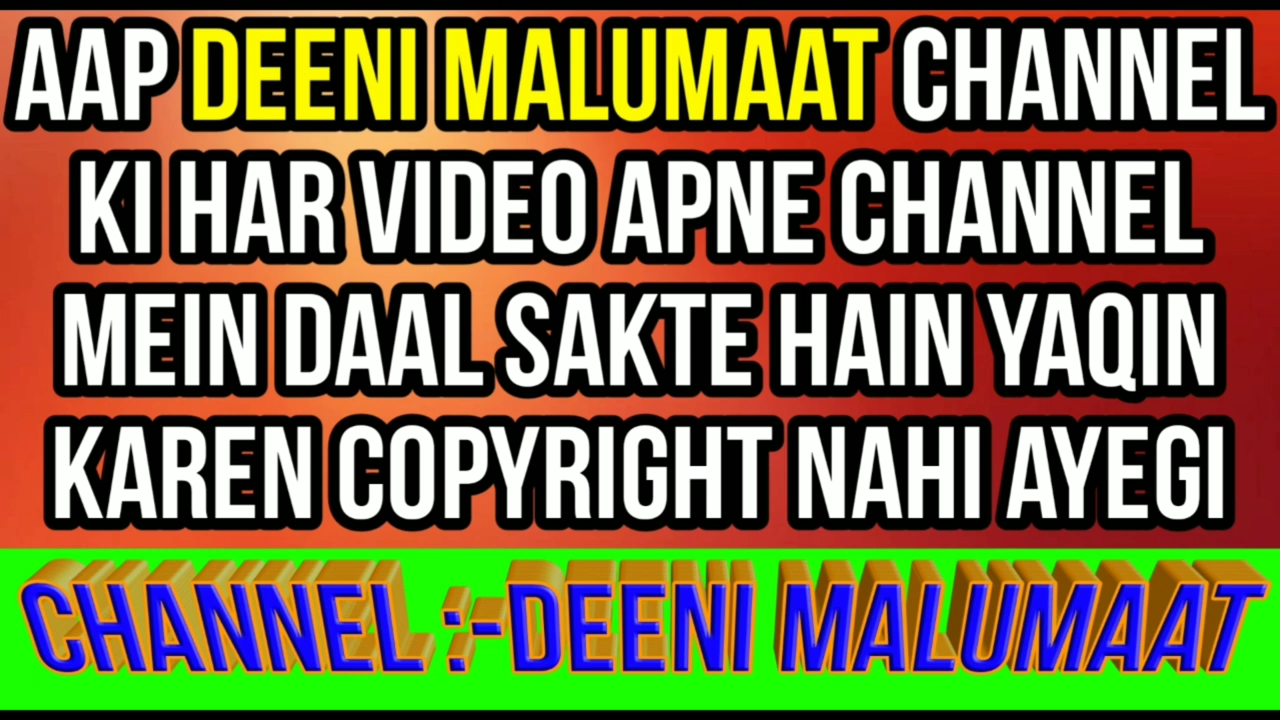 AAP DEENI MALUMAAT CHANNEL
KI HAR VIDEO APNE CHANNEL
MEIN DAAL SAKTE HAIN YAQIN
KAREN COPYRIGHT NAHI AYEGI
CHANNEL :-DEENI MALUMAAT